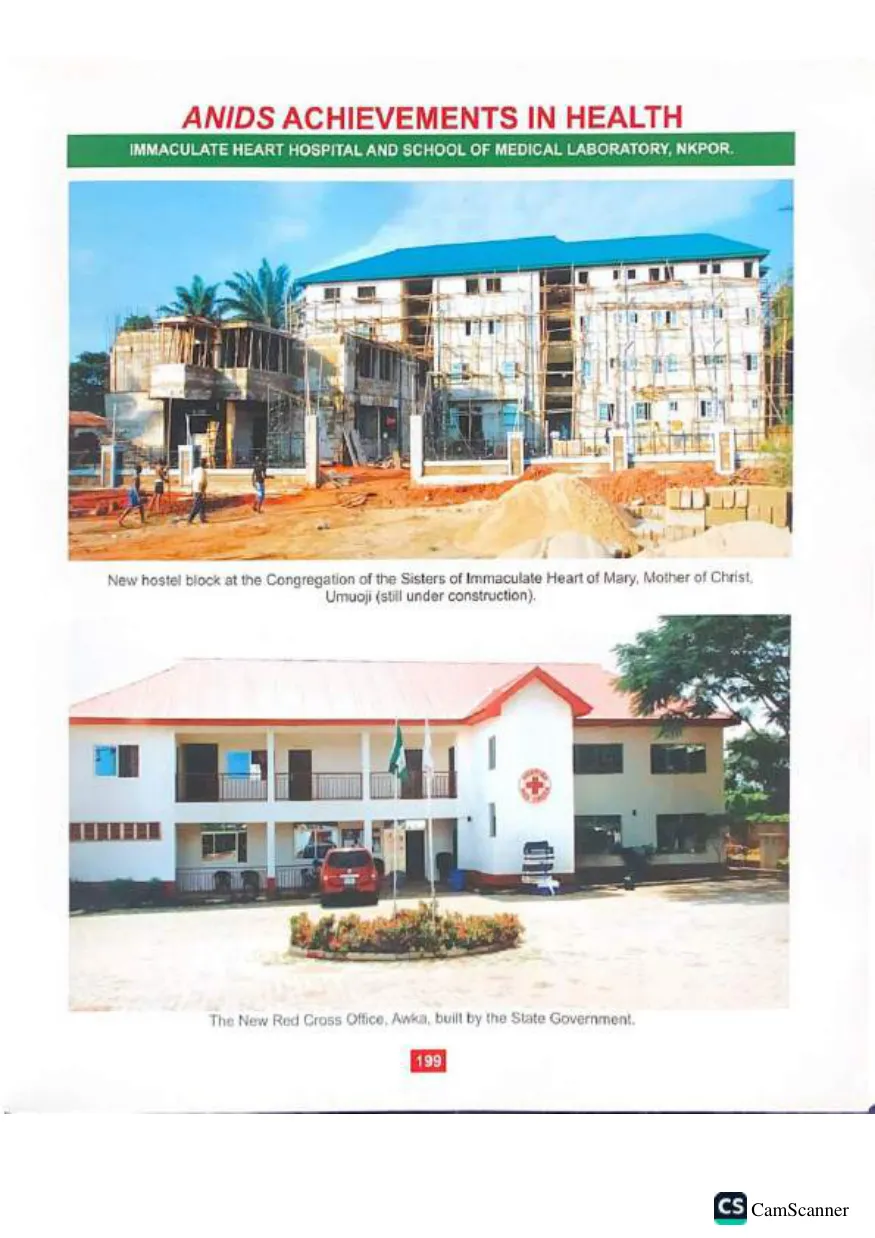 ANIDS ACHIEVEMENTS IN HEALTH
IMMACULATE HEART HOSPITAL AND SCHOOL OF MEDICAL LABORATORY, NKPOR.
New hostel block at the Congregation of the Sisters of Immaculate Heart of Mary, Mother of Christ,
Umuoji (still under construction).
The New Red Cross Office, Awka, built by the State Government.
199
CS CamScanner